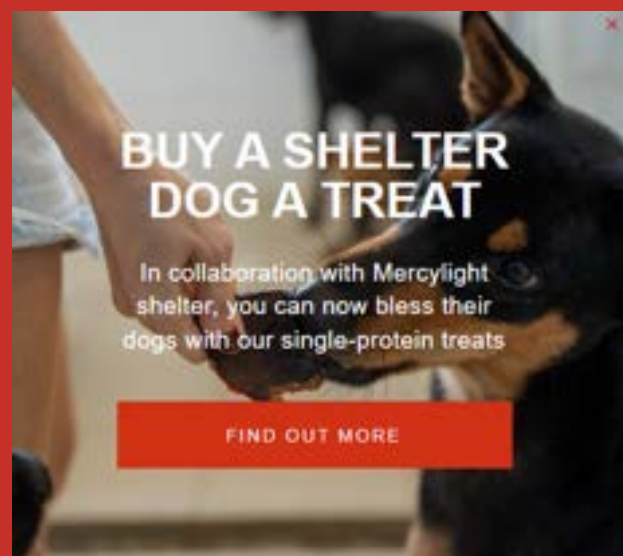 BUY A SHELTER
DOG A TREAT
In collaboration with Mercylight
shelter, you can now bless their
dogs with our single-protein treats
FIND OUT MORE